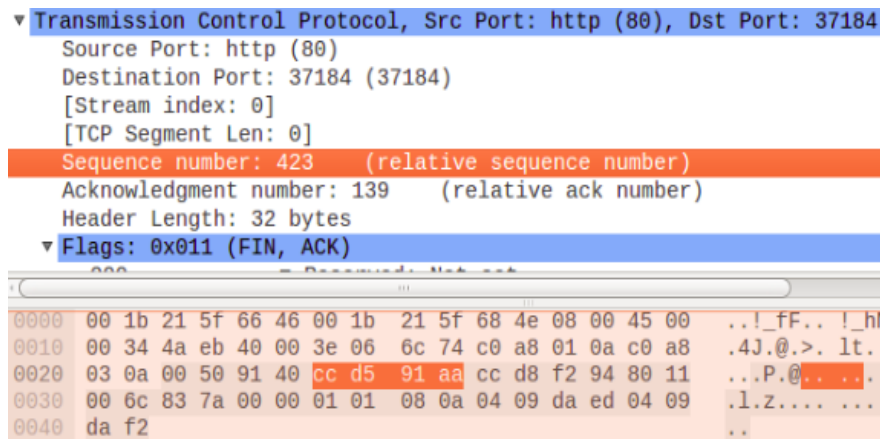 ▼ Transmission Control Protocol, Src Port: http (80), Dst Port: 37184
Source Port: http (80)
Destination Port: 37184 (37184)
[Stream index: 0]
[TCP Segment Len: 0]
Sequence number: 423 (relative sequence number)
Acknowledgment number: 139 (relative ack number)
Header Length: 32 bytes
▼ Flags: 0x011 (FIN, ACK)
0000 00 1b 21 5f 66 46 00 1b 21 5f 68 4e 08 00 45 00 ..!_fF.. !_hN
0010 00 34 4a eb 40 00 3e 06 6c 74 c0 a8 01 0a c0 a8 .4J.@.>. lt.
0020 03 0a 00 50 91 40 cc d5 91 aa cc d8 f2 94 80 11 ...P.@.. ..
0030 00 6c 83 7a 00 00 01 01 08 0a 04 09 da ed 04 09 .l.z.... ....
0040 da f2 ..